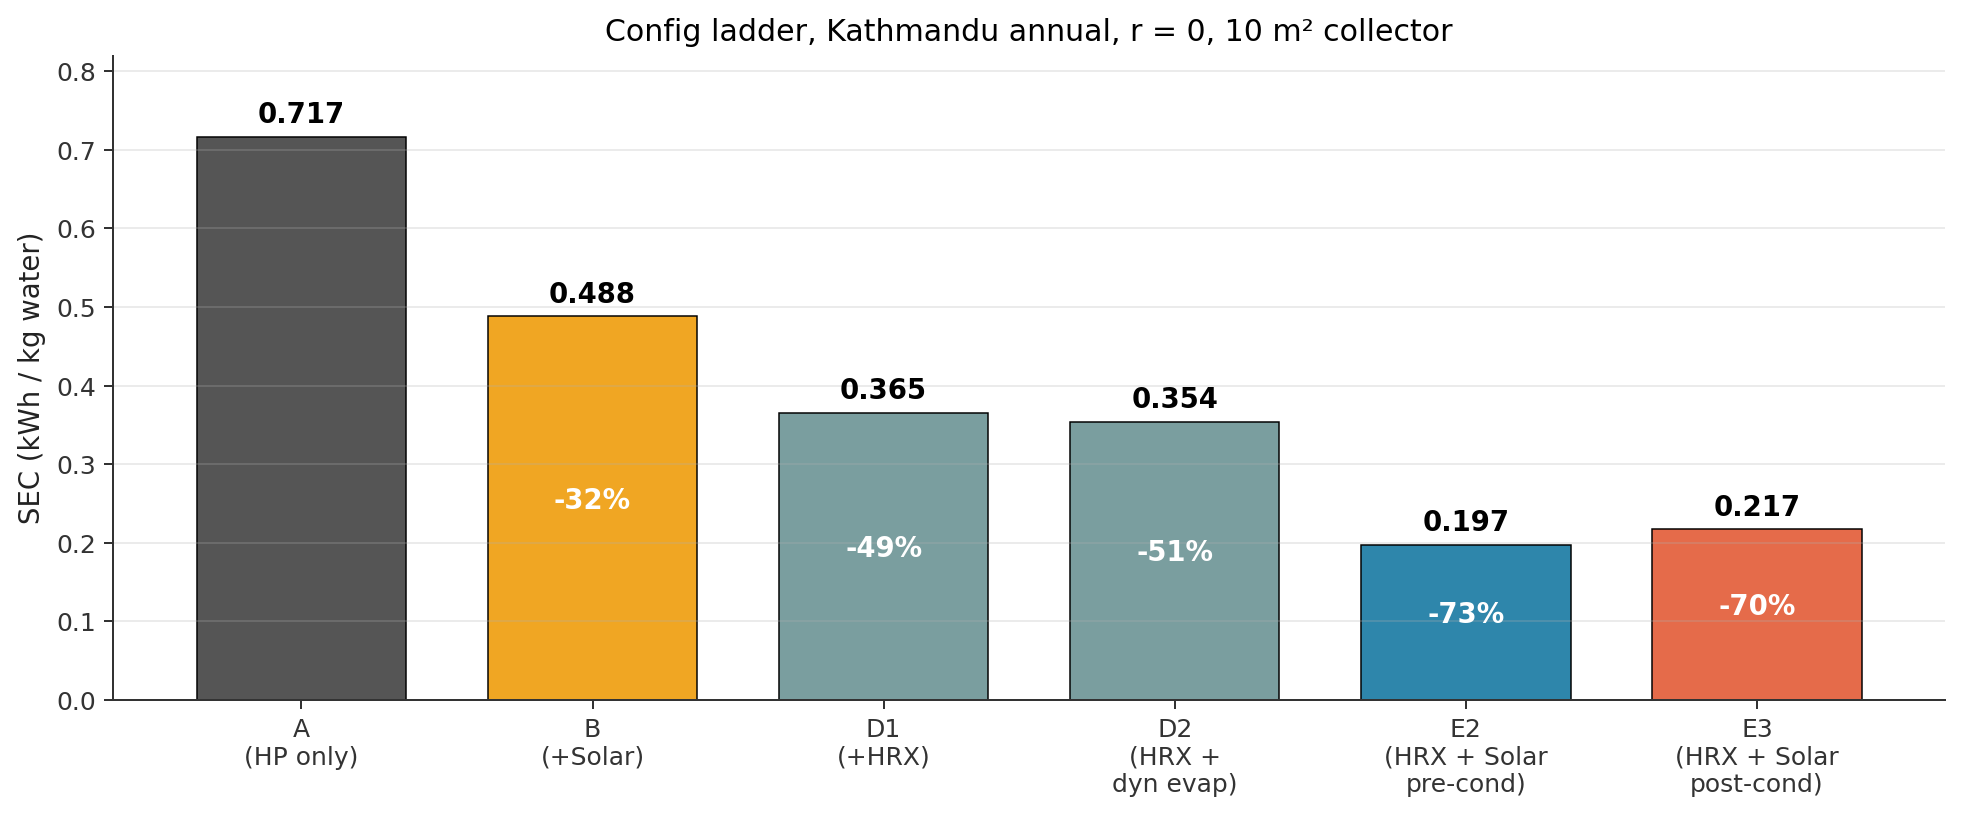 Config ladder, Kathmandu annual, r = 0, 10 m² collector
SEC (kWh / kg water)
0.8
0.7
0.6
0.5
0.4
0.3
0.2
0.1
0.0
0.717
0.488
-32%
0.365
-49%
0.354
-51%
0.197
-73%
0.217
-70%
A
(HP only)
B
(+Solar)
D1
(+HRX)
D2
(HRX +
dyn evap)
E2
(HRX + Solar
pre-cond)
E3
(HRX + Solar
post-cond)